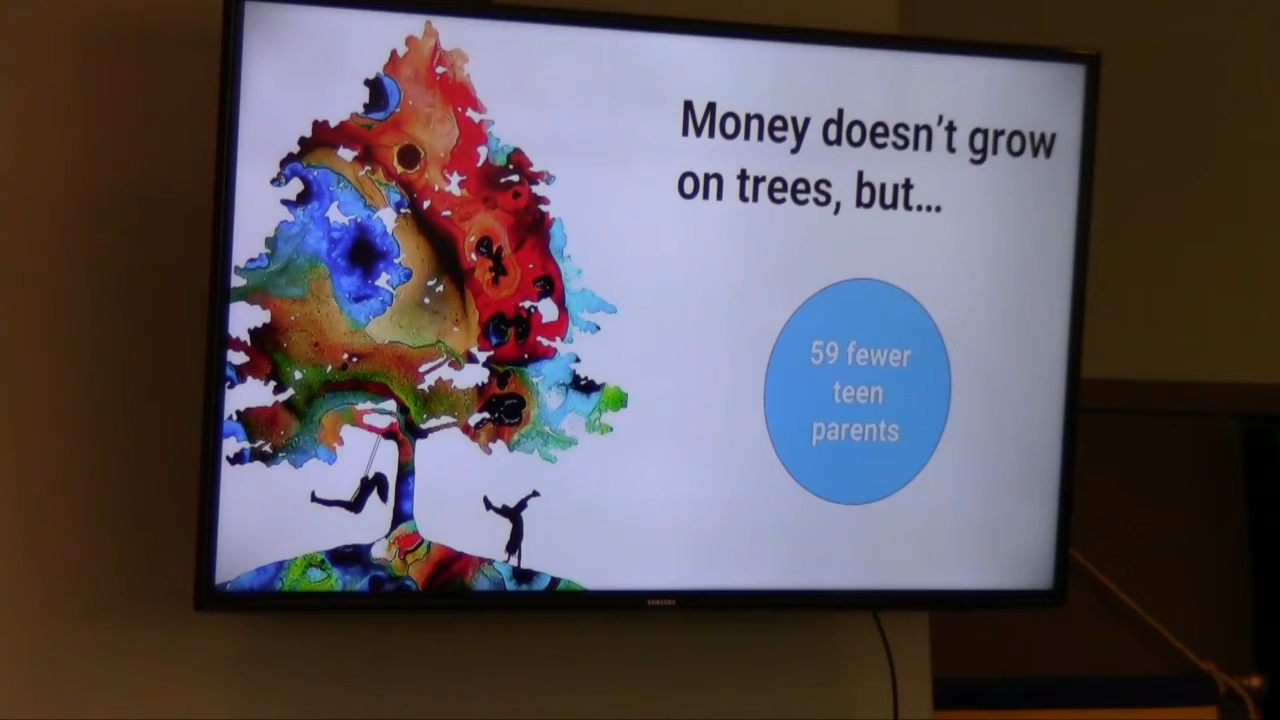 Money doesn't grow
on trees, but...
59 fewer
teen
parents
SAMSUNG